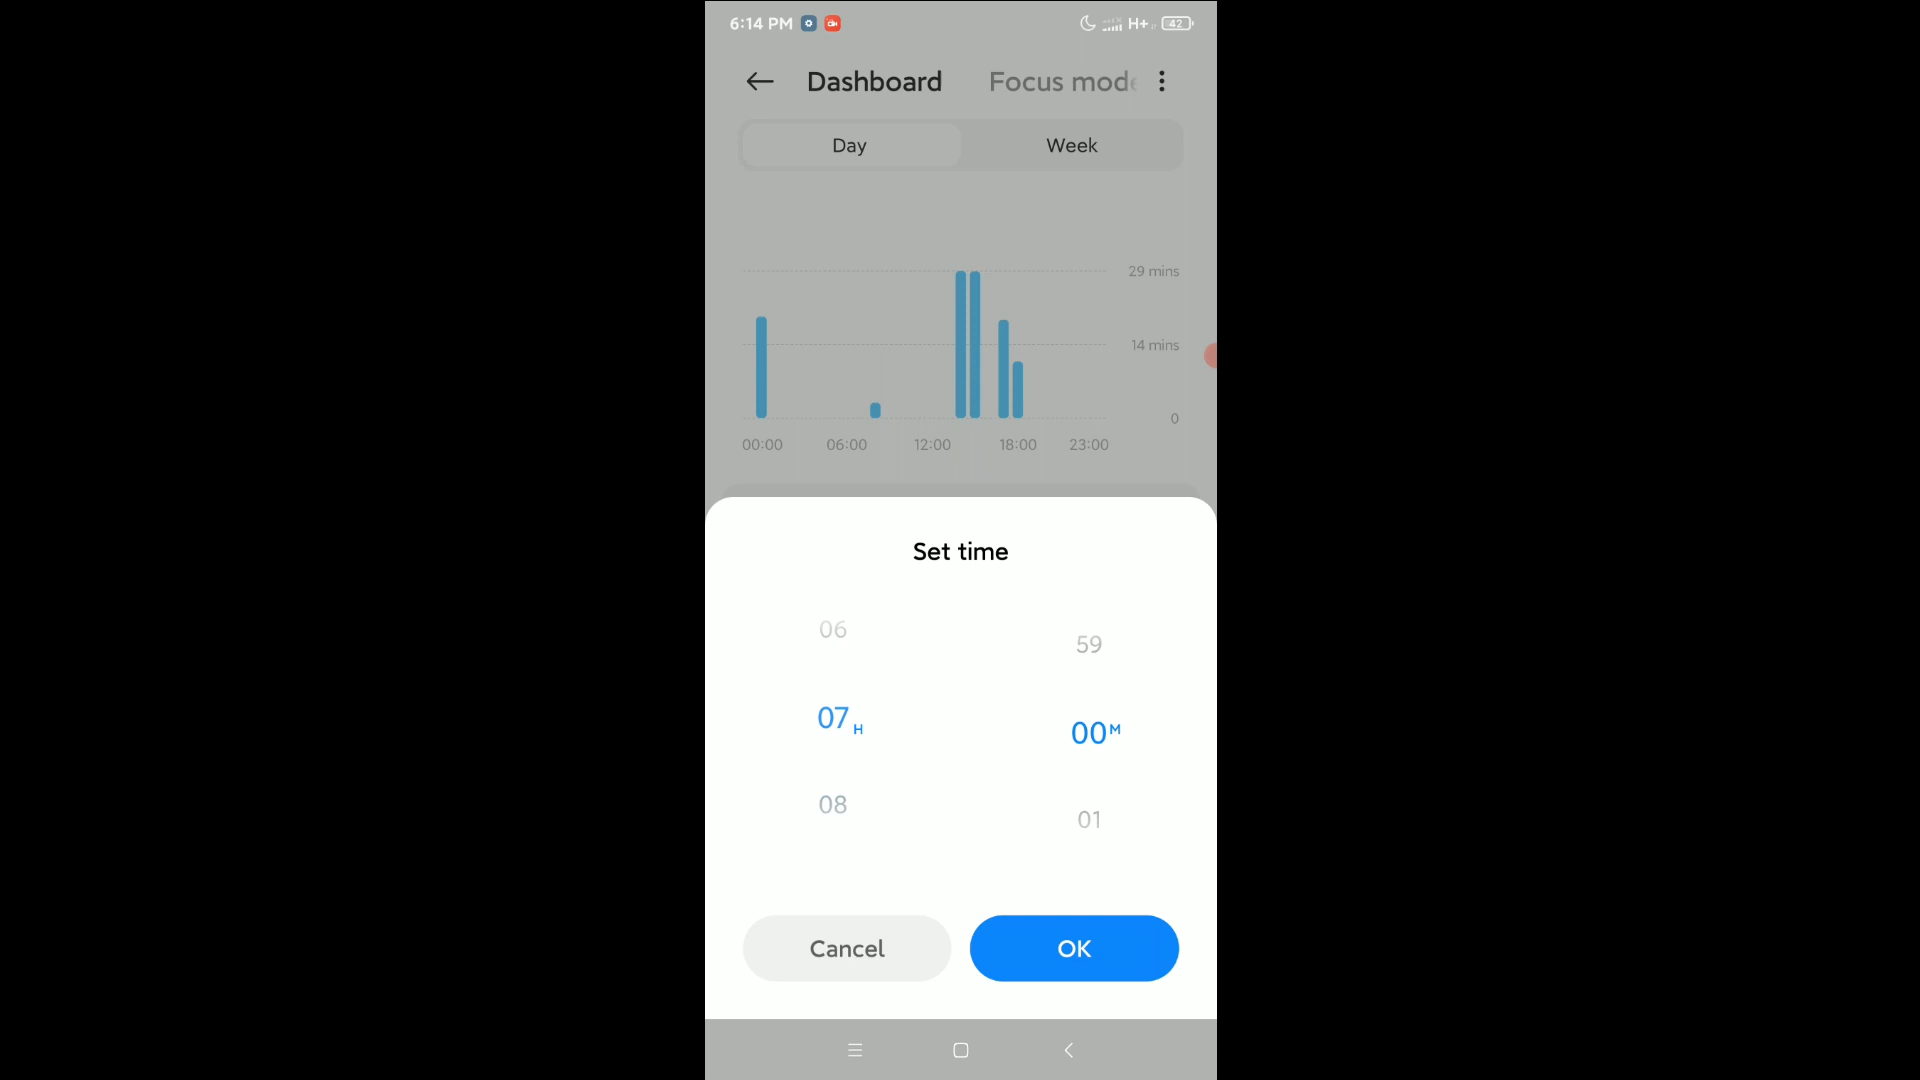 6:14 PM H+ 42
Dashboard Focus mode
Day Week
29 mins
14 mins
0
00:00 06:00 12:00 18:00 23:00
Set time
06 59
07 H 00 M
08 01
Cancel OK